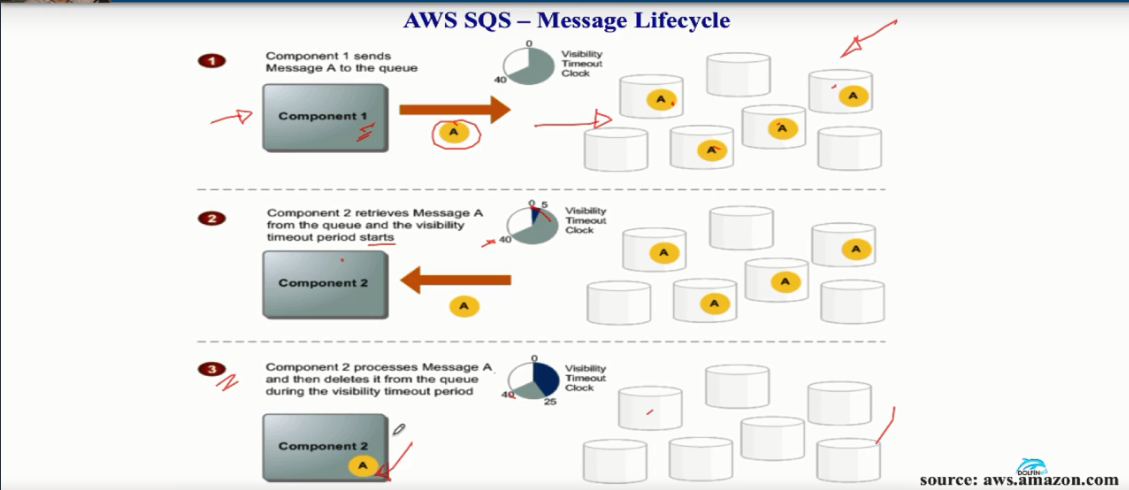 AWS SQS – Message Lifecycle
1
Component 1 sends
Message A to the queue
0
40
Visibility
Timeout
Clock
Component 1
A
A
A
A
A
2
Component 2 retrieves Message A
from the queue and the visibility
timeout period starts
0 5
40
Visibility
Timeout
Clock
Component 2
A
A
A
A
A
3
Component 2 processes Message A
and then deletes it from the queue
during the visibility timeout period
0
40
25
Visibility
Timeout
Clock
Component 2
A
DOLFIN
source: aws.amazon.com